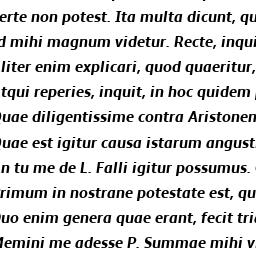 erte non potest. Ita multa dicunt, qu
d mihi magnum videtur. Recte, inqui
liter enim explicari, quod quaeritur,
tqui reperies, inquit, in hoc quidem
uae diligentissime contra Aristonem
uae est igitur causa istarum angust
n tu me de L. Falli igitur possumus.
rimum in nostrane potestate est, qu
uo enim genera quae erant, fecit tri
Memini me adesse P. Summae mihi v